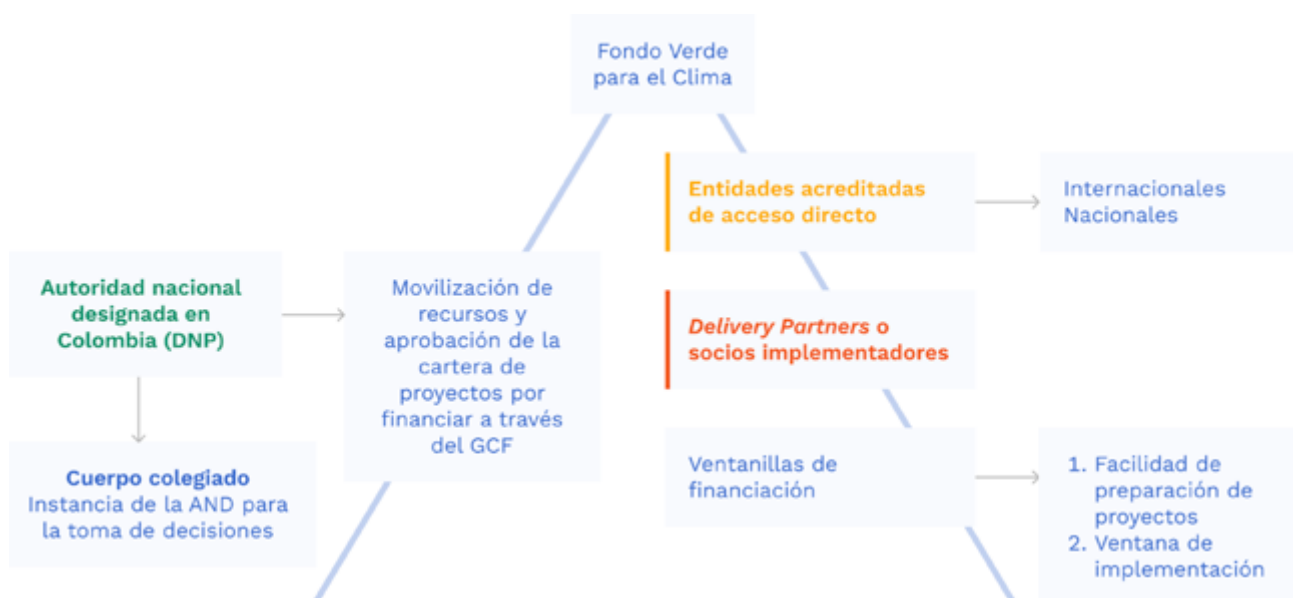 Fondo Verde
para el Clima
Entidades acreditadas
de acceso directo
Internacionales
Nacionales
Autoridad nacional
designada en
Colombia (DNP)
Movilización de
recursos y
aprobación de la
cartera de
proyectos por
financiar a través
del GCF
Delivery Partners o
socios implementadores
Cuerpo colegiado
Instancia de la AND para
la toma de decisiones
Ventanillas de
financiación
1. Facilidad de
preparación de
proyectos
2. Ventana de
implementación